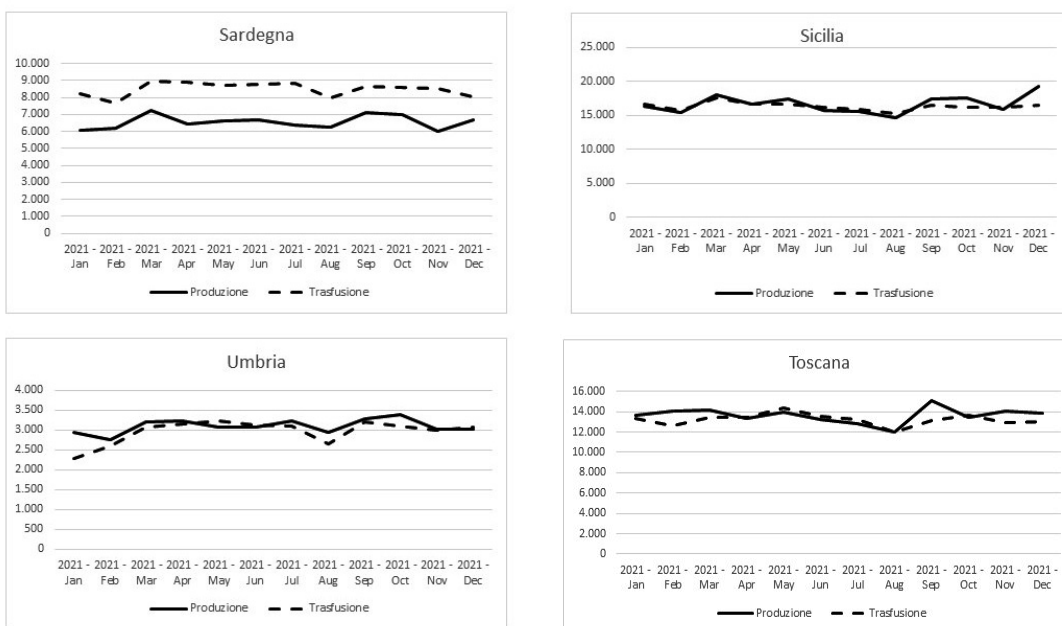 Sardegna
10.000
9.000
8.000
7.000
6.000
5.000
4.000
3.000
2.000
1.000
0
2021 - 2021 - 2021 - 2021 - 2021 - 2021 - 2021 - 2021 - 2021 - 2021 - 2021 - 2021 -
Jan Feb Mar Apr May Jun Jul Aug Sep Oct Nov Dec
Produzione Trasfusione
Sicilia
25.000
20.000
15.000
10.000
5.000
0
2021 - 2021 - 2021 - 2021 - 2021 - 2021 - 2021 - 2021 - 2021 - 2021 - 2021 - 2021 -
Jan Feb Mar Apr May Jun Jul Aug Sep Oct Nov Dec
Produzione Trasfusione
Umbria
4.000
3.500
3.000
2.500
2.000
1.500
1.000
500
0
2021 - 2021 - 2021 - 2021 - 2021 - 2021 - 2021 - 2021 - 2021 - 2021 - 2021 - 2021 -
Jan Feb Mar Apr May Jun Jul Aug Sep Oct Nov Dec
Produzione Trasfusione
Toscana
16.000
14.000
12.000
10.000
8.000
6.000
4.000
2.000
0
2021 - 2021 - 2021 - 2021 - 2021 - 2021 - 2021 - 2021 - 2021 - 2021 - 2021 - 2021 -
Jan Feb Mar Apr May Jun Jul Aug Sep Oct Nov Dec
Produzione Trasfusione